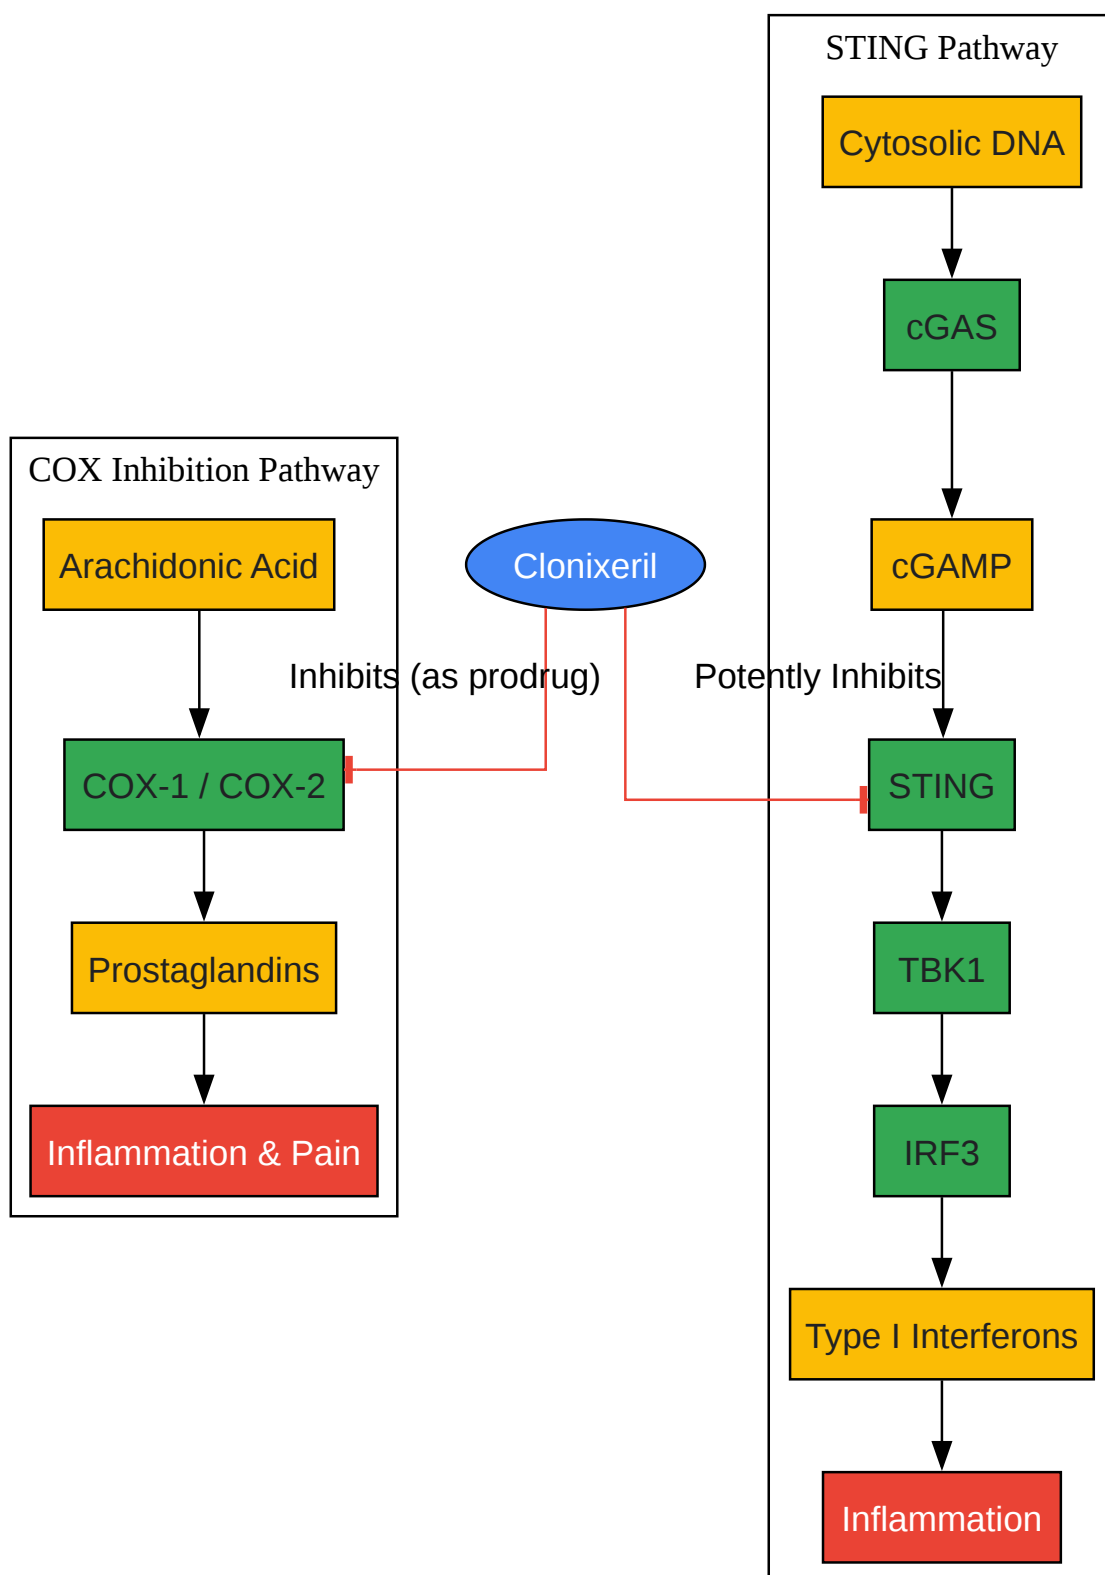 STING Pathway
Cytosolic DNA
cGAS
COX Inhibition Pathway
Arachidonic Acid
Clonixeril
cGAMP
Inhibits (as prodrug)
Potently Inhibits
COX-1 / COX-2
STING
Prostaglandins
TBK1
Inflammation & Pain
IRF3
Type I Interferons
Inflammation